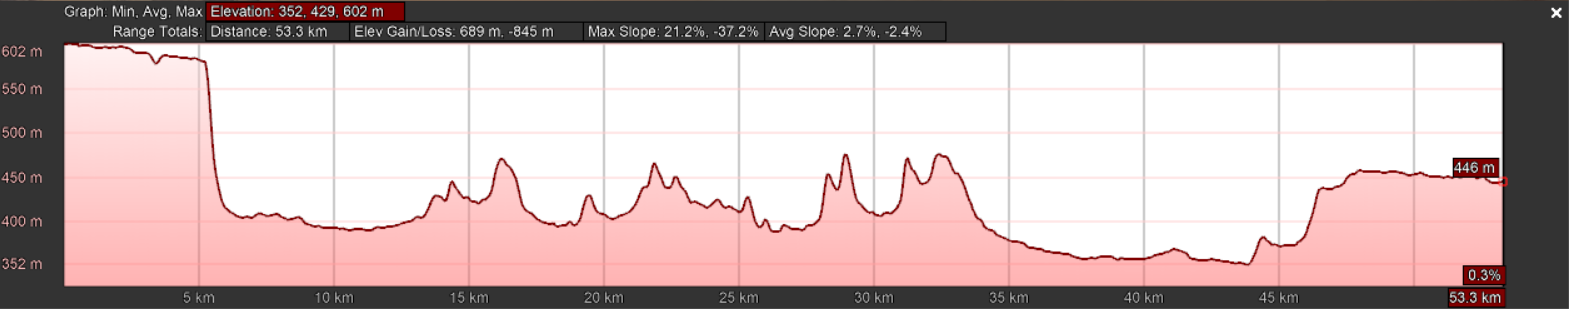 Graph: Min, Avg, Max Elevation: 352, 429, 602 m
Range Totals: Distance: 53.3 km Elev Gain/Loss: 689 m, -845 m Max Slope: 21.2%, -37.2% Avg Slope: 2.7%, -2.4%
602 m
550 m
500 m
450 m
446 m
400 m
352 m
0.3%
5 km 10 km 15 km 20 km 25 km 30 km 35 km 40 km 45 km 53.3 km